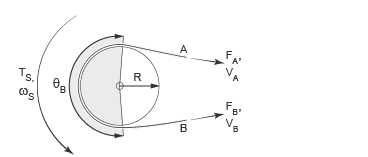 A
F_A,
V_A
T_S,
ω_S
θ_B
R
F_B,
V_B
B